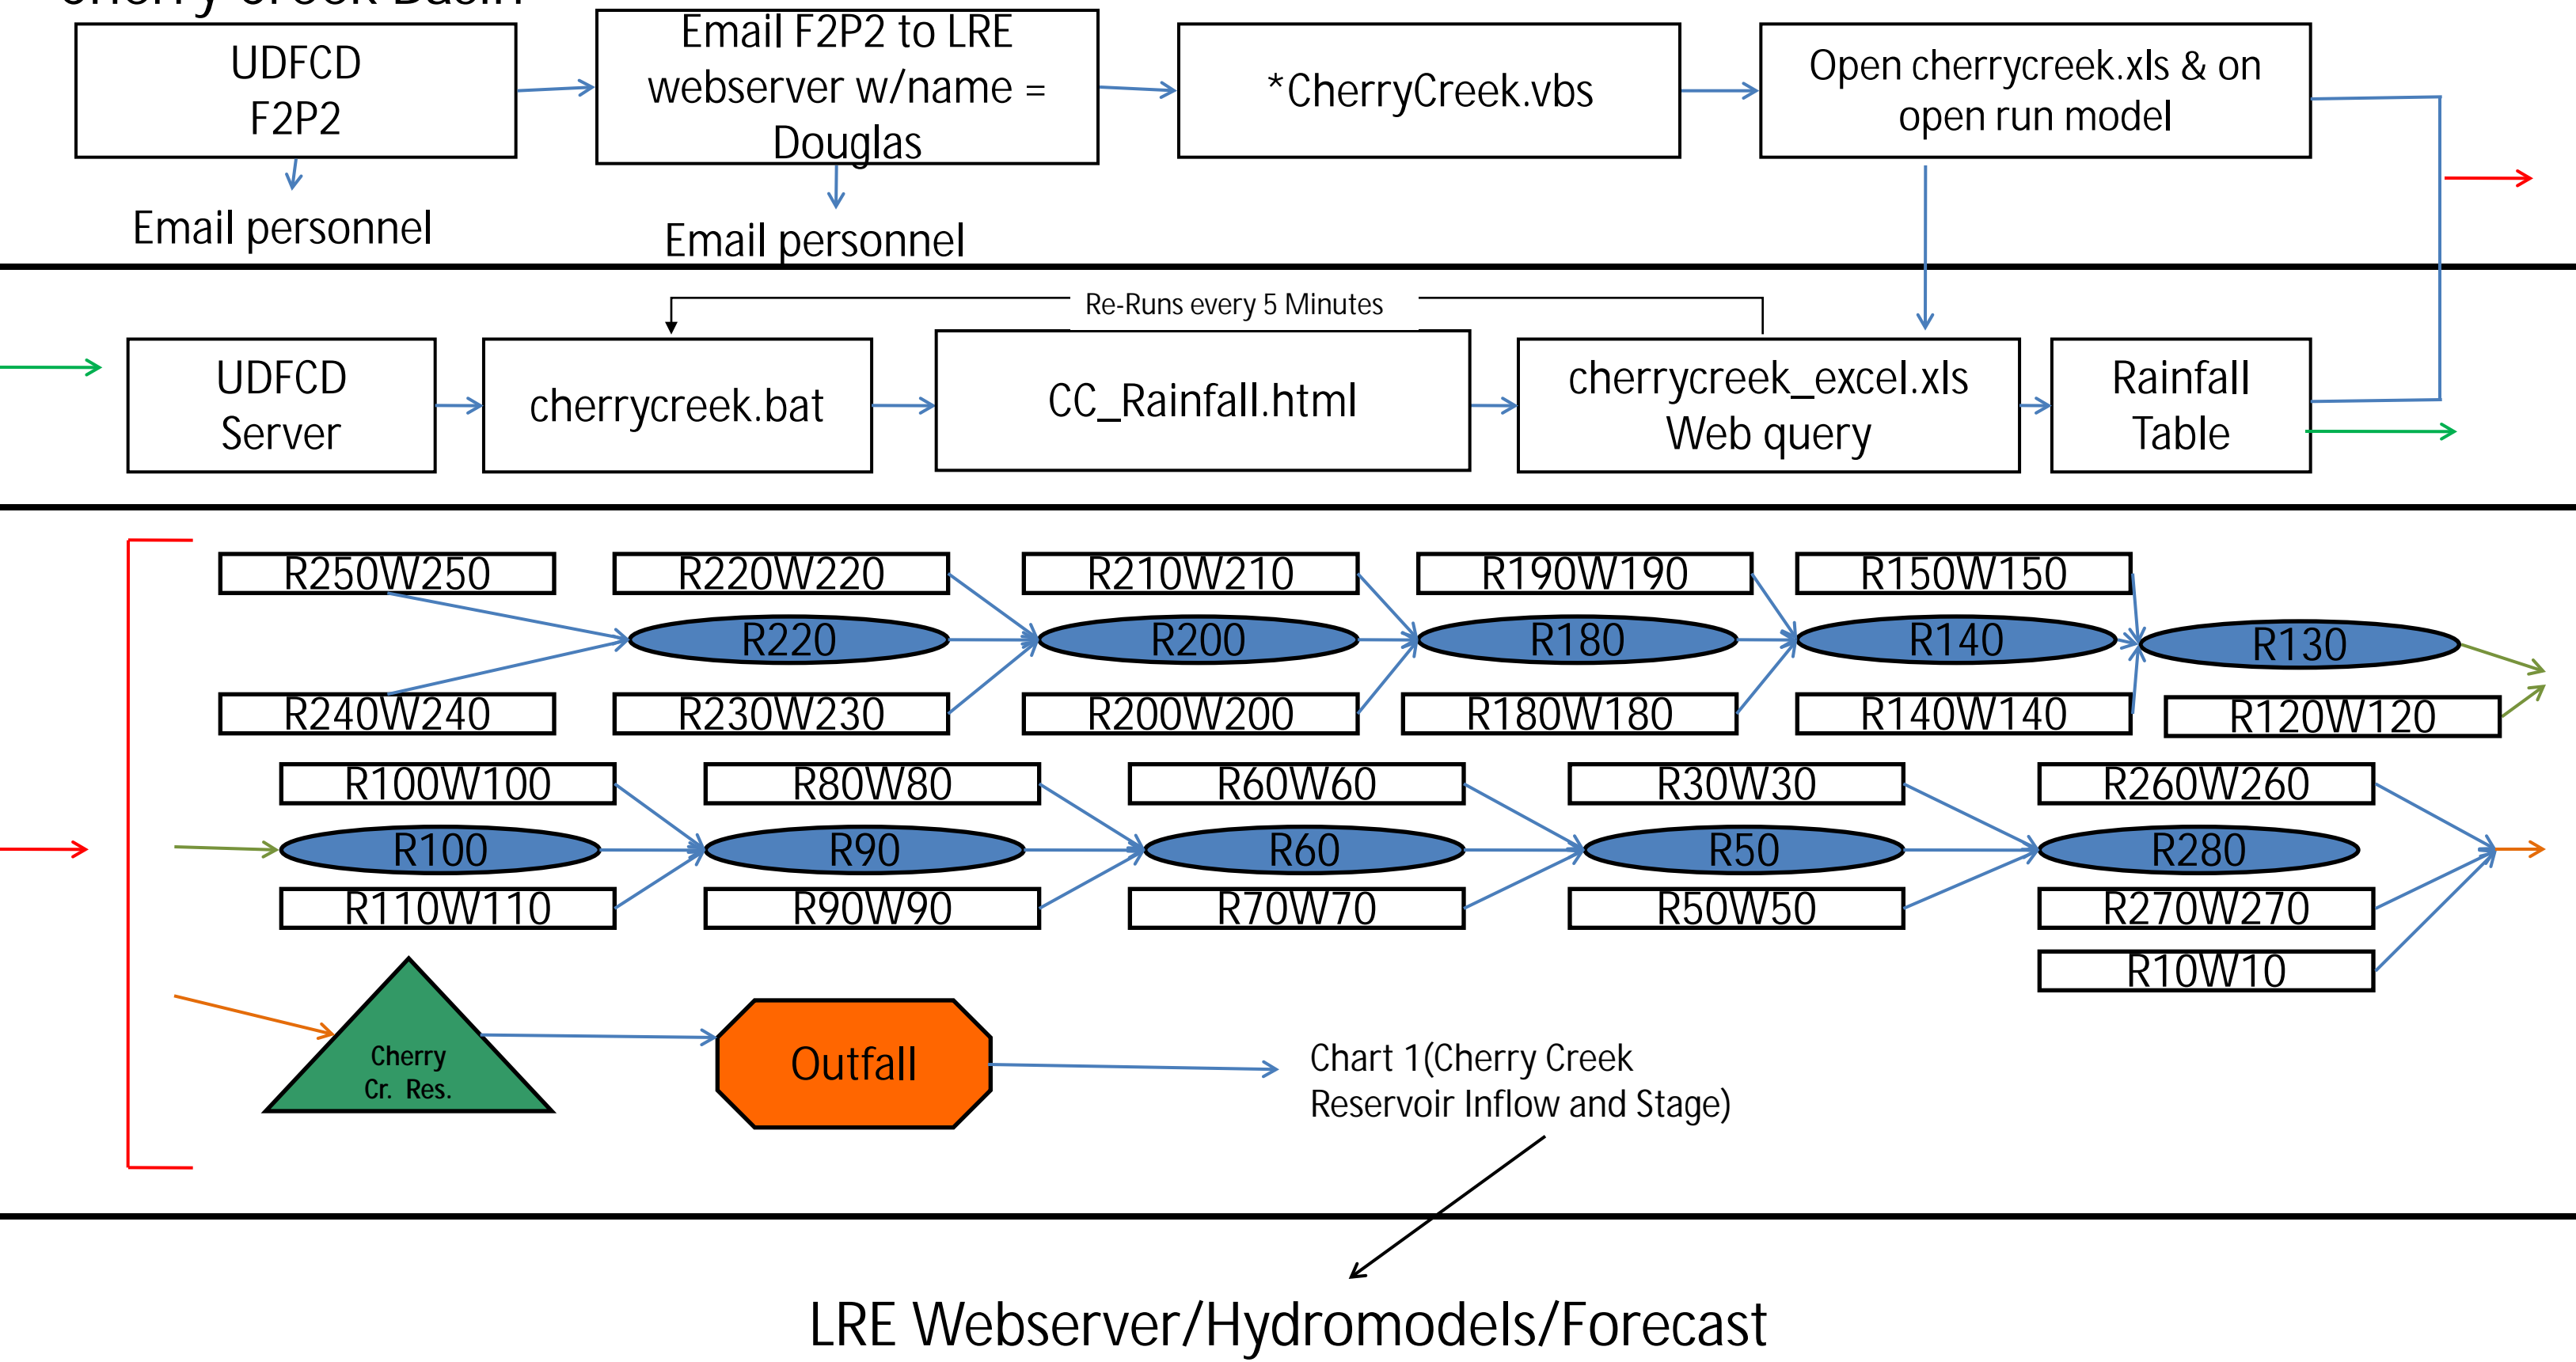 Cherry Creek Basin
UDFCD
F2P2
Email F2P2 to LRE
webserver w/name =
Douglas
*CherryCreek.vbs
Open cherrycreek.xls & on
open run model
Email personnel
Email personnel
Re-Runs every 5 Minutes
UDFCD
Server
cherrycreek.bat
CC_Rainfall.html
cherrycreek_excel.xls
Web query
Rainfall
Table
R250W250
R220W220
R210W210
R190W190
R150W150
R220
R200
R180
R140
R130
R240W240
R230W230
R200W200
R180W180
R140W140
R120W120
R100W100
R80W80
R60W60
R30W30
R260W260
R100
R90
R60
R50
R280
R110W110
R90W90
R70W70
R50W50
R270W270
R10W10
Cherry
Cr. Res.
Outfall
Chart 1(Cherry Creek
Reservoir Inflow and Stage)
LRE Webserver/Hydromodels/Forecast